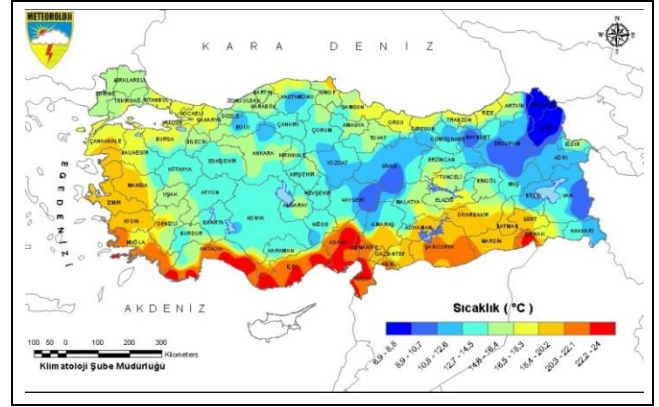 METEOROLOJİ
K A R A D E N İ Z
N
W
E
S
KIRKLARELİ
EDİRNE
TEKİRDAĞ
İSTANBUL
KOCAELİ
YALOVA
SAKARYA
DÜZCE
ZONGULDAK
BARTIN
KARABÜK
KASTAMONU
SİNOP
SAMSUN
BOLU
ÇANKIRI
ÇORUM
AMASYA
ORDU
GİRESUN
TRABZON
RİZE
ARTVİN
ÇANAKKALE
BALIKESİR
BURSA
BİLECİK
ESKİŞEHİR
ANKARA
KIRIKKALE
YOZGAT
TOKAT
SİVAS
GÜMÜŞHANE
BAYBURT
ERZURUM
ERZİNCAN
IĞDIR
AĞRI
KÜTAHYA
MANİSA
UŞAK
AFYON
KIRŞEHİR
NEVŞEHİR
KAYSERİ
MALATYA
TUNCELİ
ELAZIĞ
BİNGÖL
MUŞ
BİTLİS
VAN
İZMİR
AYDIN
DENİZLİ
ISPARTA
KONYA
AKSARAY
NİĞDE
K.MARAŞ
ADIYAMAN
DİYARBAKIR
BATMAN
SİİRT
ŞIRNAK
HAKKARİ
MUĞLA
BURDUR
ANTALYA
KARAMAN
İÇEL
ADANA
OSMANİYE
GAZİANTEP
ŞANLIURFA
MARDİN
E G E D E N İ Z İ
A K D E N İ Z
Sıcaklık ( °C )
6,9 - 8,8
8,9 - 10,7
10,8 - 12,6
12,7 - 14,5
14,6 - 16,4
16,5 - 18,3
18,4 - 20,2
20,3 - 22,1
22,2 - 24
100 50 0 100 200 300
Kilometers
Klimatoloji Şube Müdürlüğü